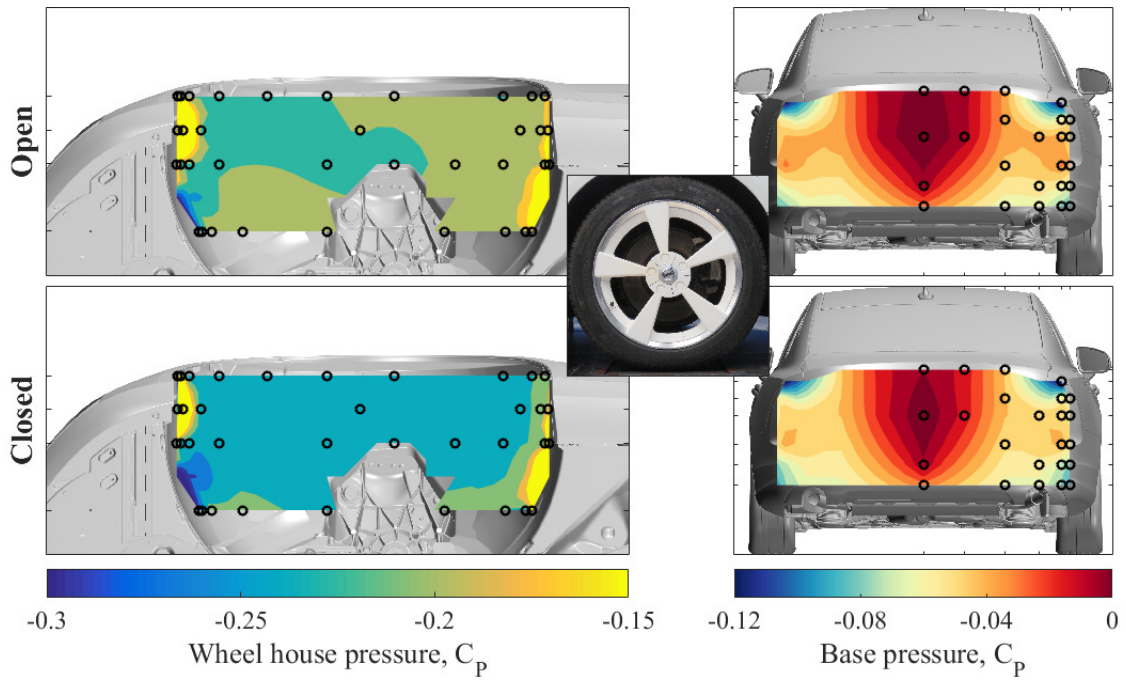 Open
Closed
-0.3
-0.25
-0.2
-0.15
Wheel house pressure, C_P
-0.12
-0.08
-0.04
0
Base pressure, C_P